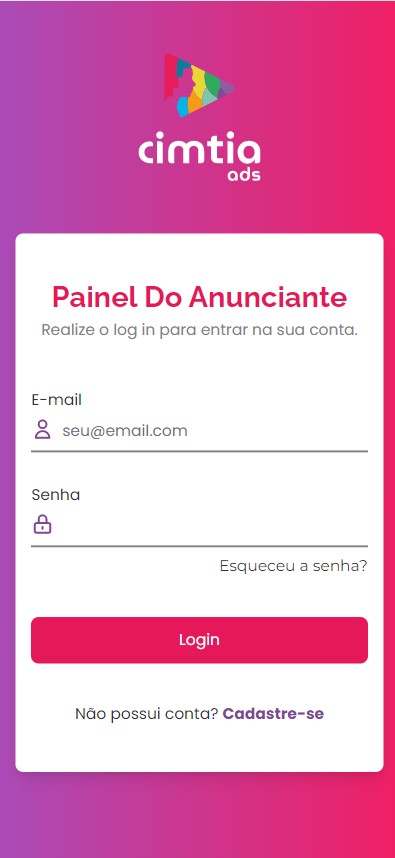 cimtia
ads
Painel Do Anunciante
Realize o log in para entrar na sua conta.
E-mail
seu@email.com
Senha
Esqueceu a senha?
Login
Não possui conta? Cadastre-se